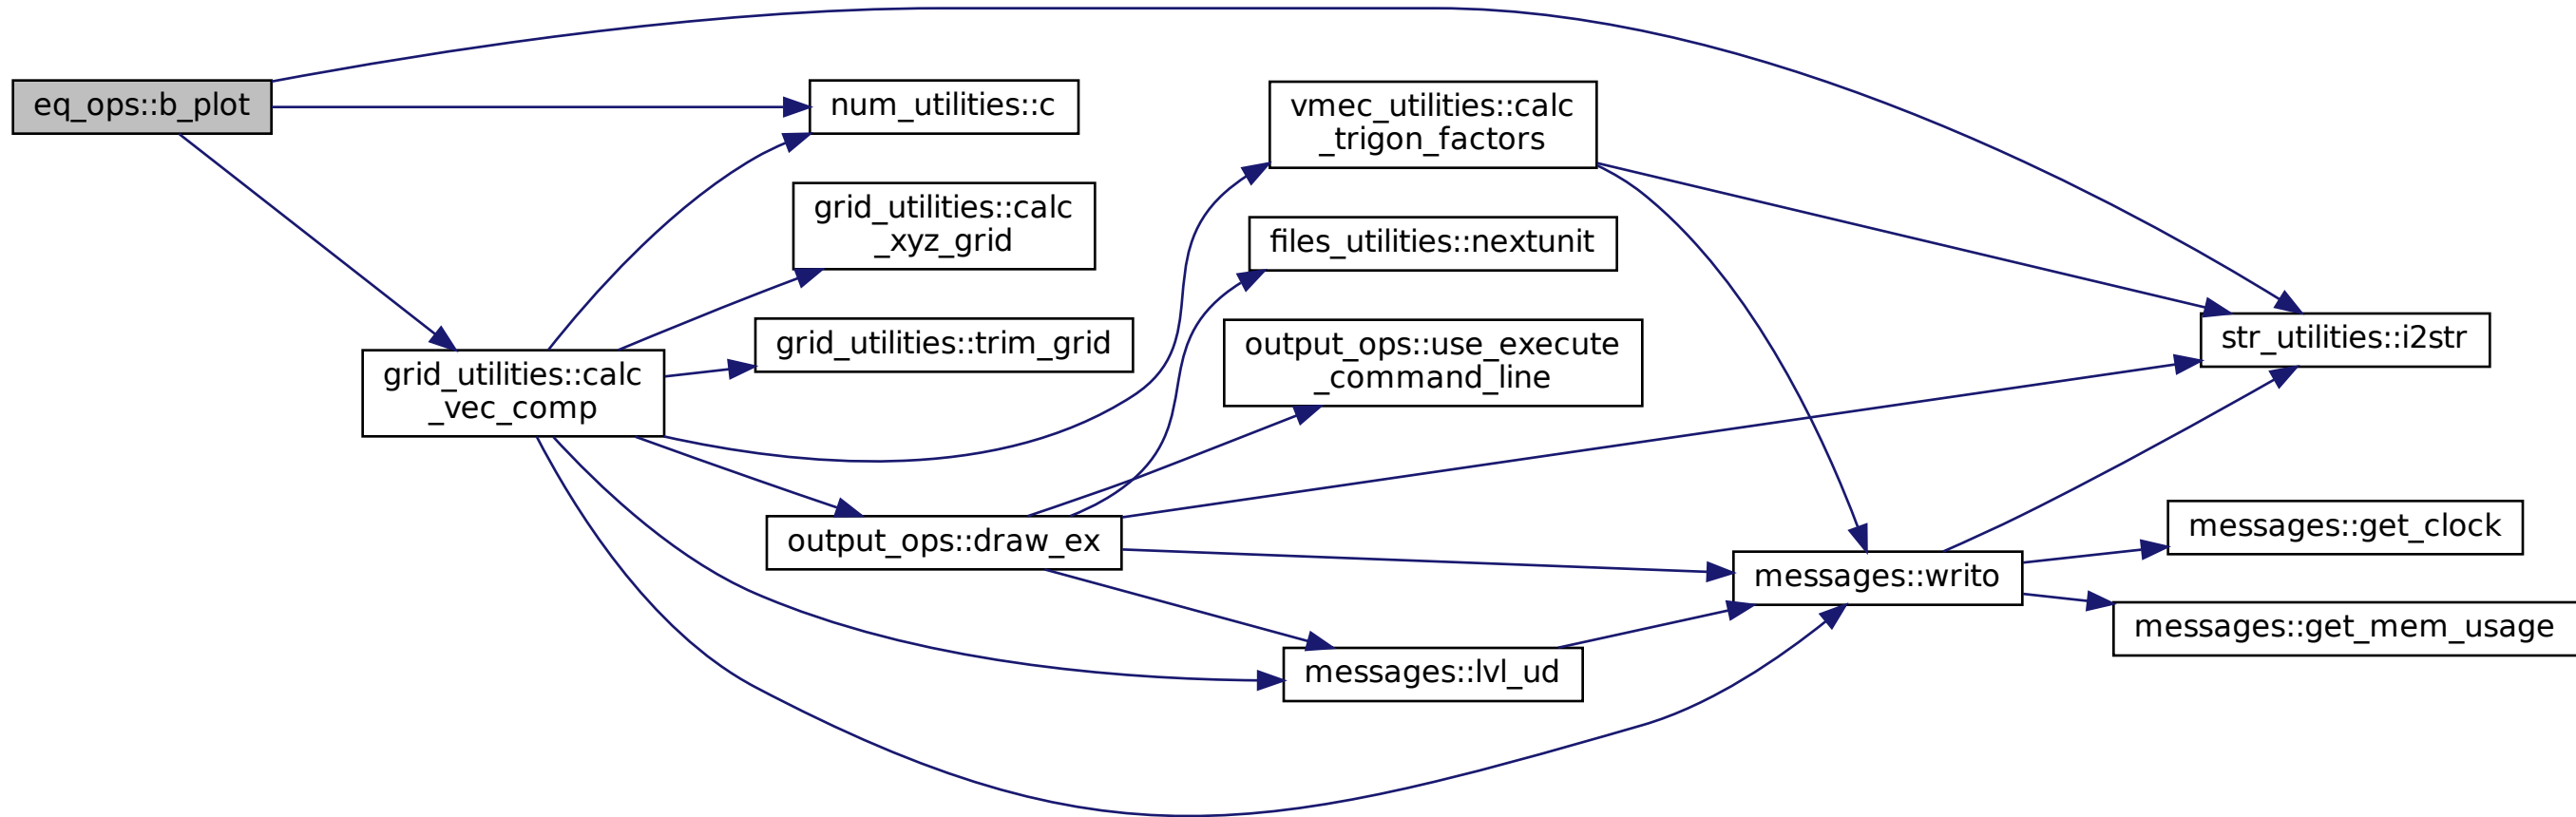 eq_ops::b_plot
num_utilities::c
vmec_utilities::calc
_trigon_factors
grid_utilities::calc
_xyz_grid
files_utilities::nextunit
grid_utilities::trim_grid
output_ops::use_execute
_command_line
str_utilities::i2str
grid_utilities::calc
_vec_comp
output_ops::draw_ex
messages::get_clock
messages::writo
messages::get_mem_usage
messages::lvl_ud